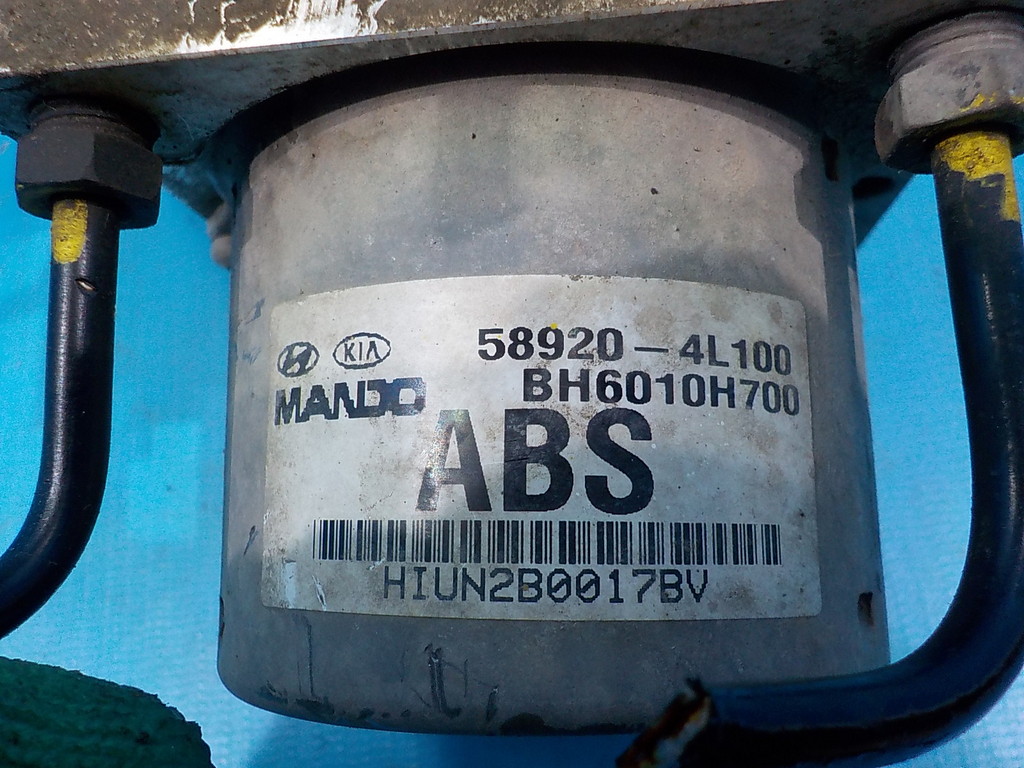 KIA 58920-4L100
MANDO BH6010H700
ABS
HIUN2B0017BV